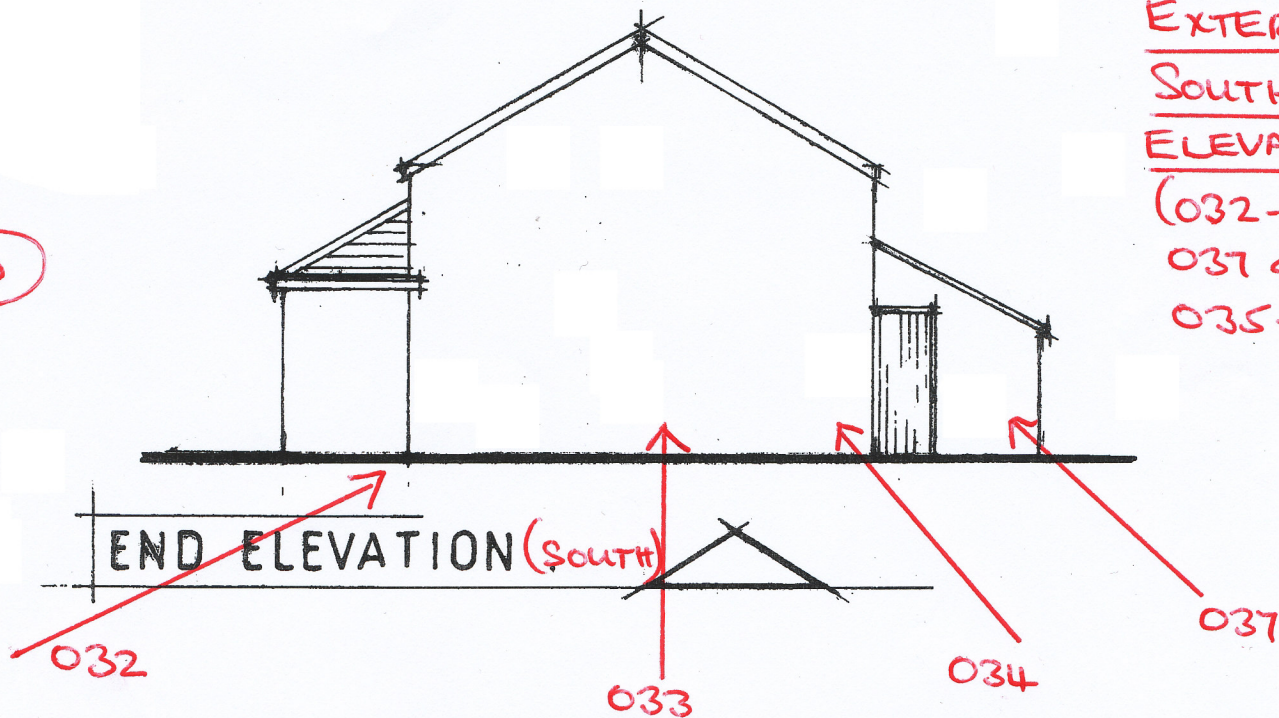 EXTER
SOUTH
ELEVA
(032-
037 &
035-
END ELEVATION (SOUTH)
032
033
034
037